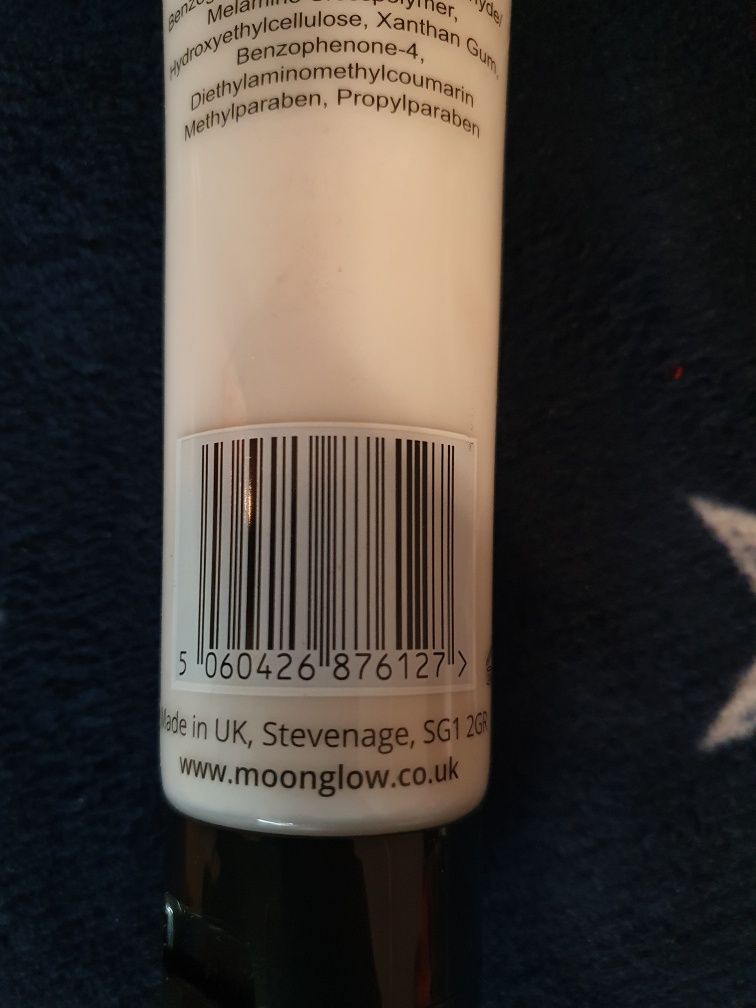 Hydroxyethylcellulose, Xanthan Gum,
Benzophenone-4,
Diethylaminomethylcoumarin
Methylparaben, Propylparaben
5 060426 876127 >
Made in UK, Stevenage, SG1 2GR
www.moonglow.co.uk